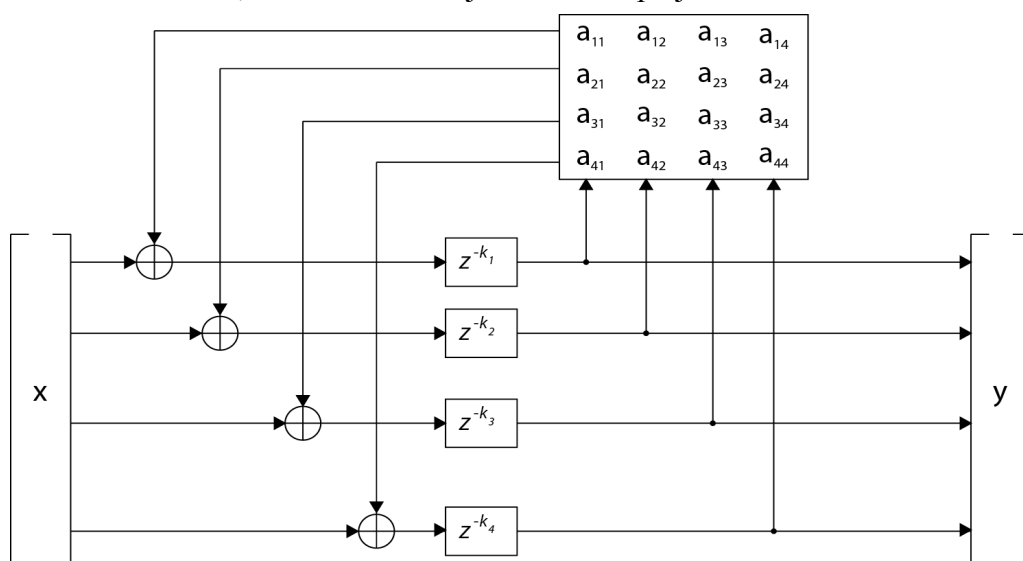 a₁₁ a₁₂ a₁₃ a₁₄
a₂₁ a₂₂ a₂₃ a₂₄
a₃₁ a₃₂ a₃₃ a₃₄
a₄₁ a₄₂ a₄₃ a₄₄
z⁻ᵏ₁
z⁻ᵏ₂
x
z⁻ᵏ₃
y
z⁻ᵏ₄